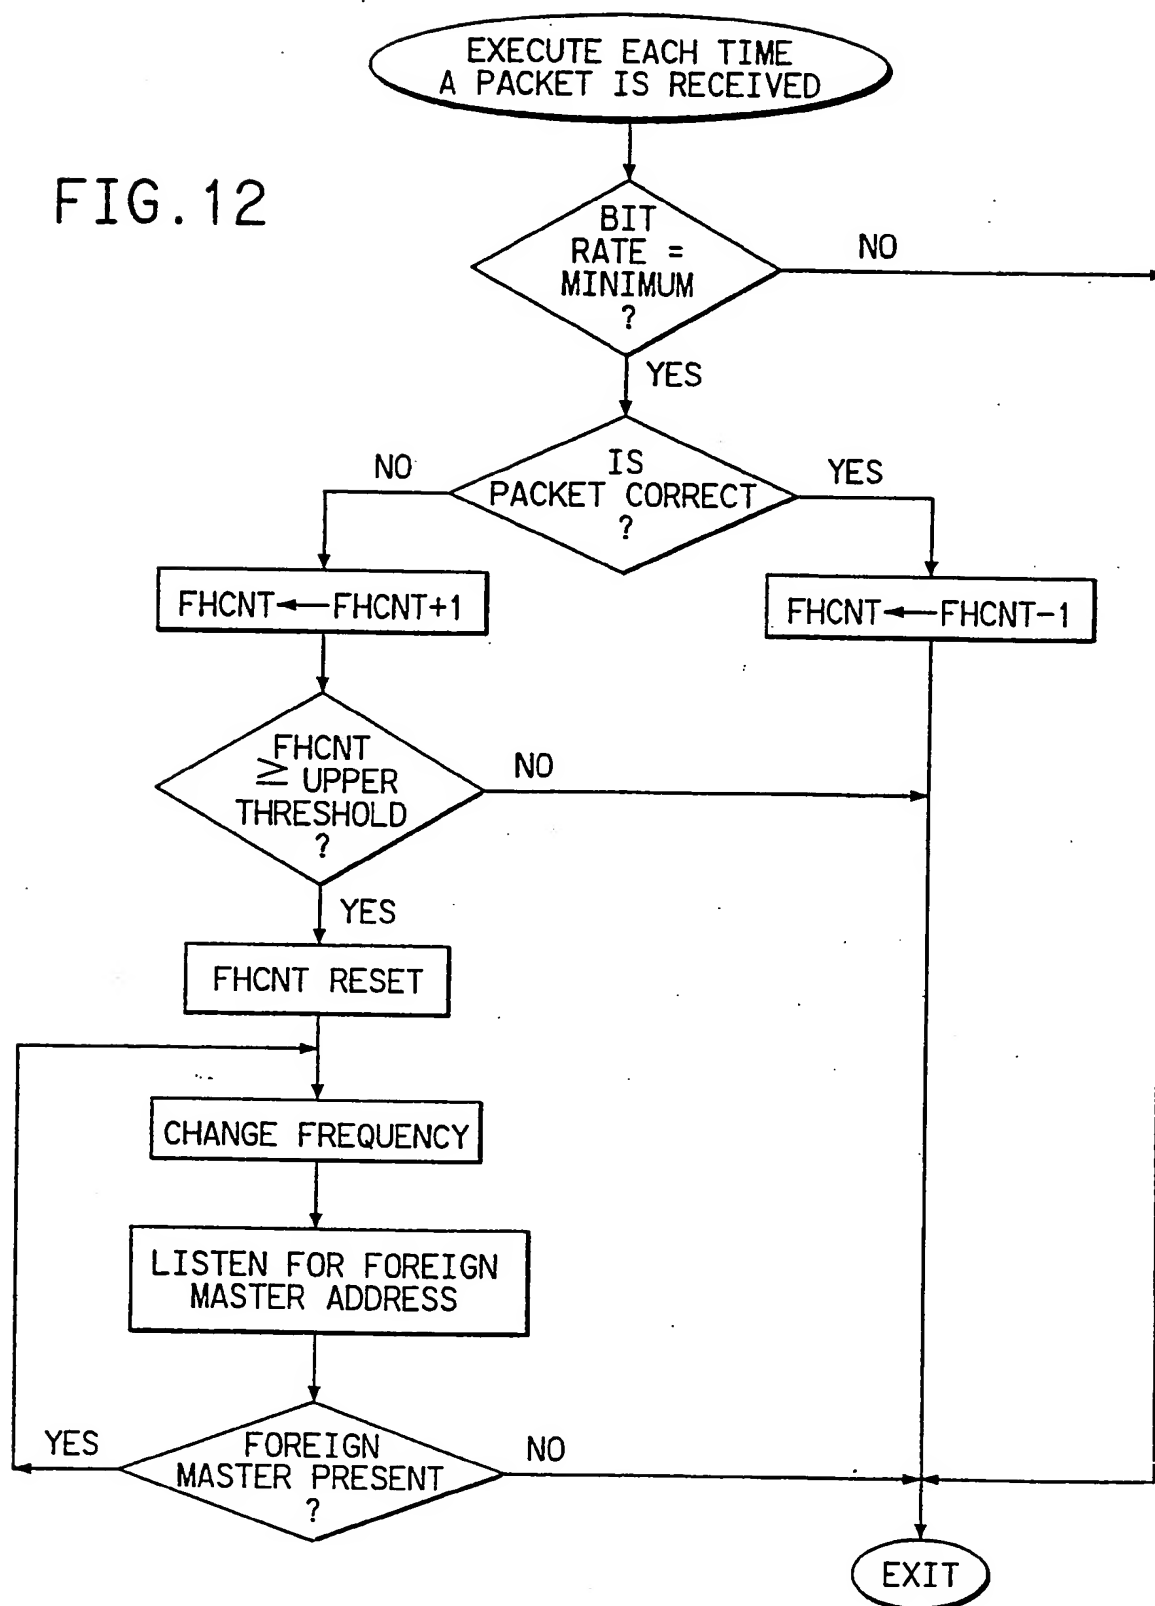 EXECUTE EACH TIME
A PACKET IS RECEIVED
FIG.12
BIT
RATE =
MINIMUM
?
NO
YES
IS
PACKET CORRECT
?
NO
YES
FHCNT←FHCNT+1
FHCNT←FHCNT-1
FHCNT
≥ UPPER
THRESHOLD
?
NO
YES
FHCNT RESET
CHANGE FREQUENCY
LISTEN FOR FOREIGN
MASTER ADDRESS
FOREIGN
MASTER PRESENT
?
YES
NO
EXIT